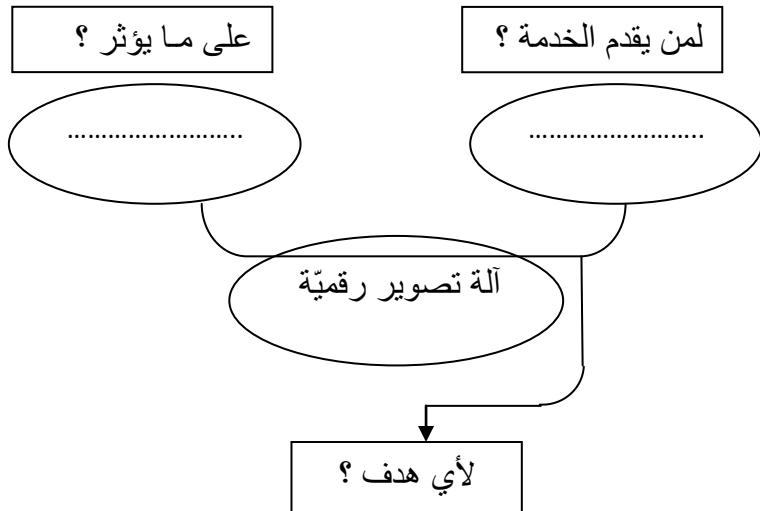 لمن يقدم الخدمة ؟
على ما يؤثر ؟
........................
........................
آلة تصوير رقميّة
لأي هدف ؟